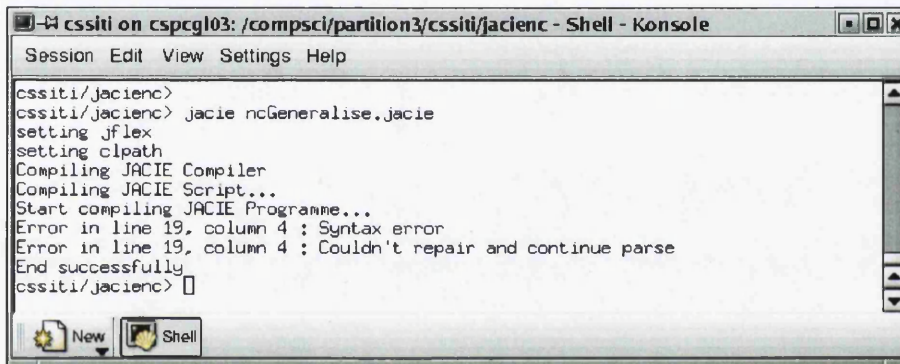 cssiti on cspcgl03: /compsci/partition3/cssiti/jacienc - Shell - Konsole
Session Edit View Settings Help
cssiti/jacienc>
cssiti/jacienc> jacie ncGeneralise.jacie
setting jflex
setting clpath
Compiling JACIE Compiler
Compiling JACIE Script...
Start compiling JACIE Programme...
Error in line 19, column 4 : Syntax error
Error in line 19, column 4 : Couldn't repair and continue parse
End successfully
cssiti/jacienc>
New Shell